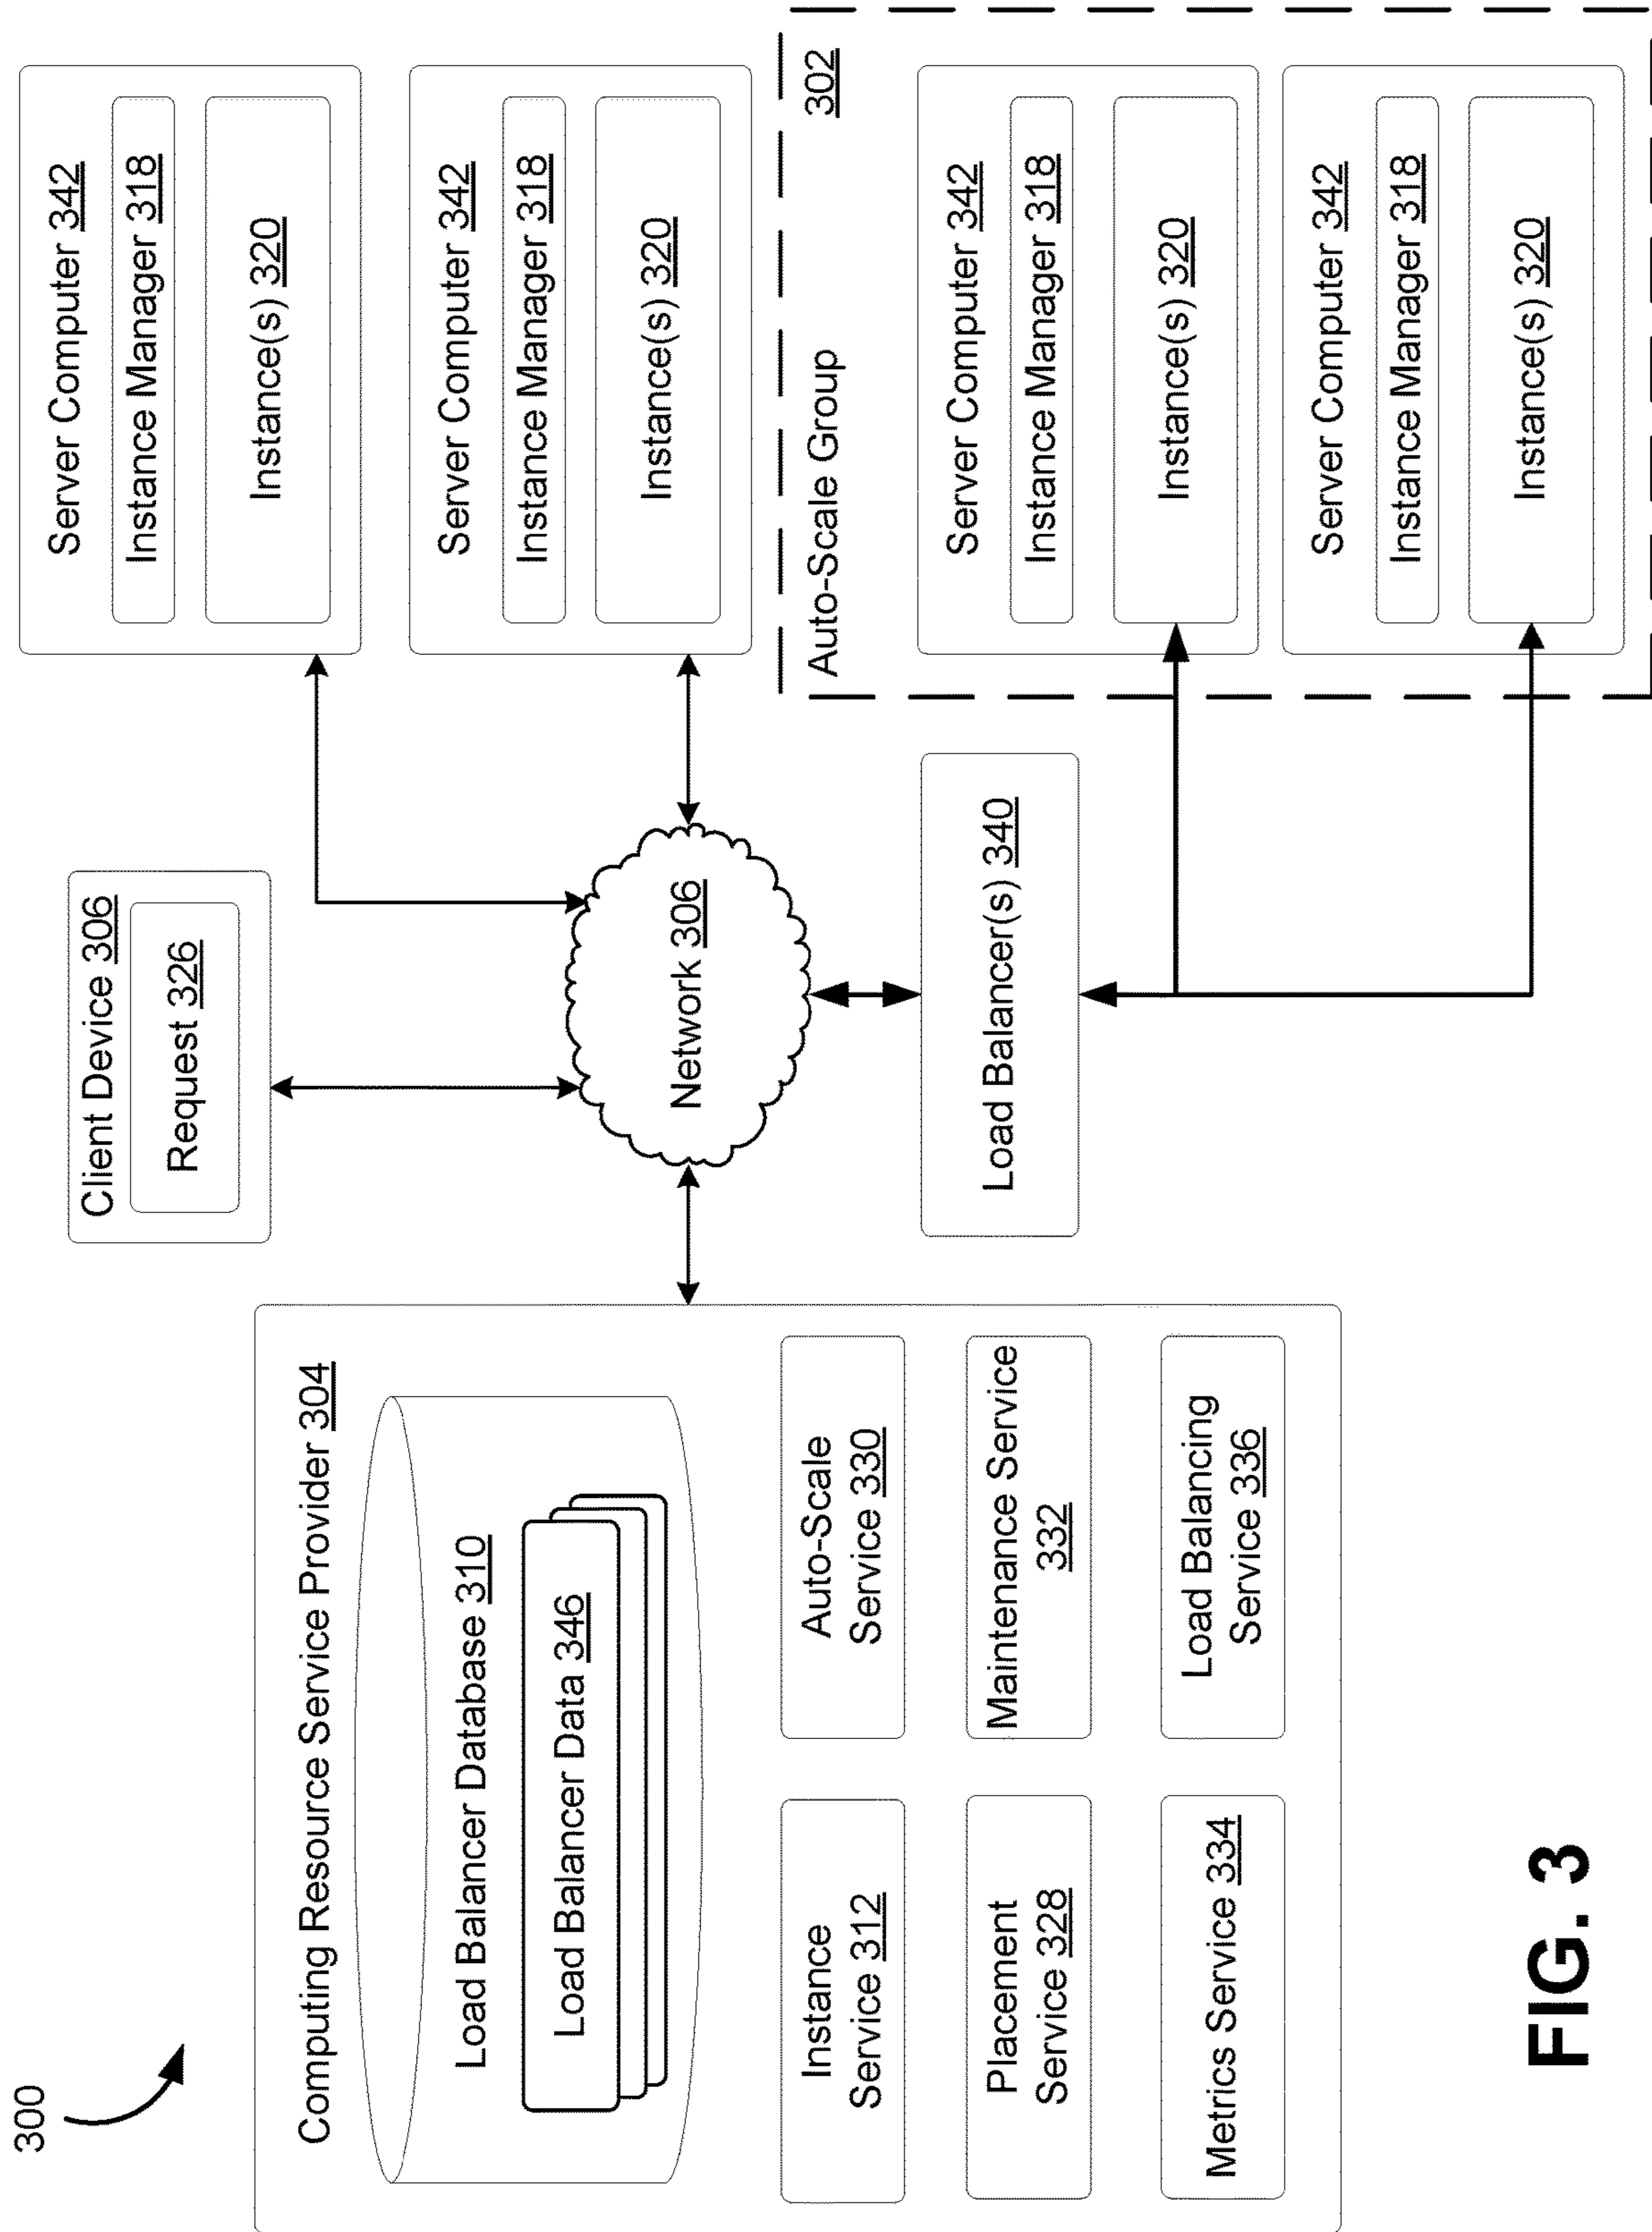 300
Computing Resource Service Provider 304
Load Balancer Database 310
Load Balancer Data 346
Instance
Service 312
Auto-Scale
Service 330
Placement
Service 328
Maintenance Service
332
Metrics Service 334
Load Balancing
Service 336
Client Device 306
Request 326
Network 306
Load Balancer(s) 340
Server Computer 342
Instance Manager 318
Instance(s) 320
Server Computer 342
Instance Manager 318
Instance(s) 320
Auto-Scale Group 302
Server Computer 342
Instance Manager 318
Instance(s) 320
Server Computer 342
Instance Manager 318
Instance(s) 320
FIG. 3